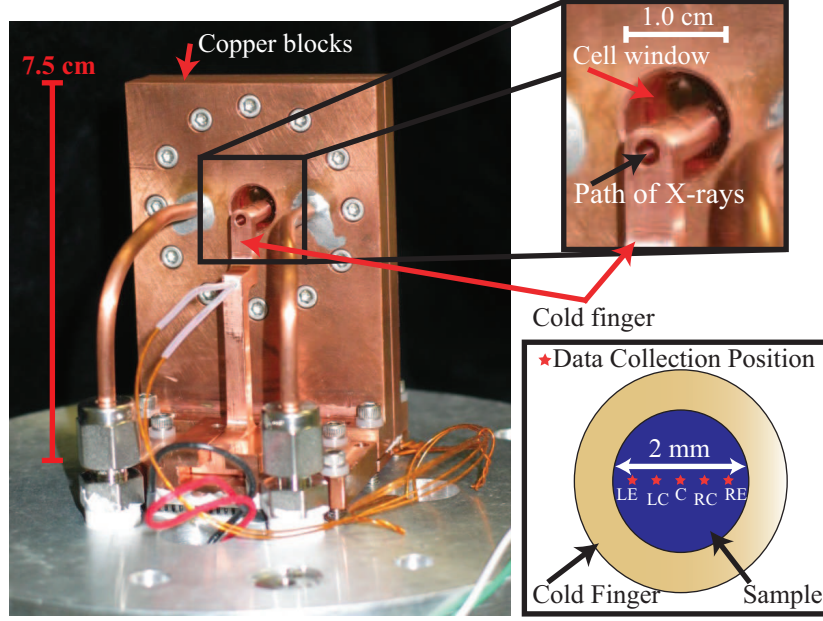 Copper blocks
7.5 cm
1.0 cm
Cell window
Path of X-rays
Cold finger
★Data Collection Position
2 mm
LE LC C RC RE
Cold Finger
Sample